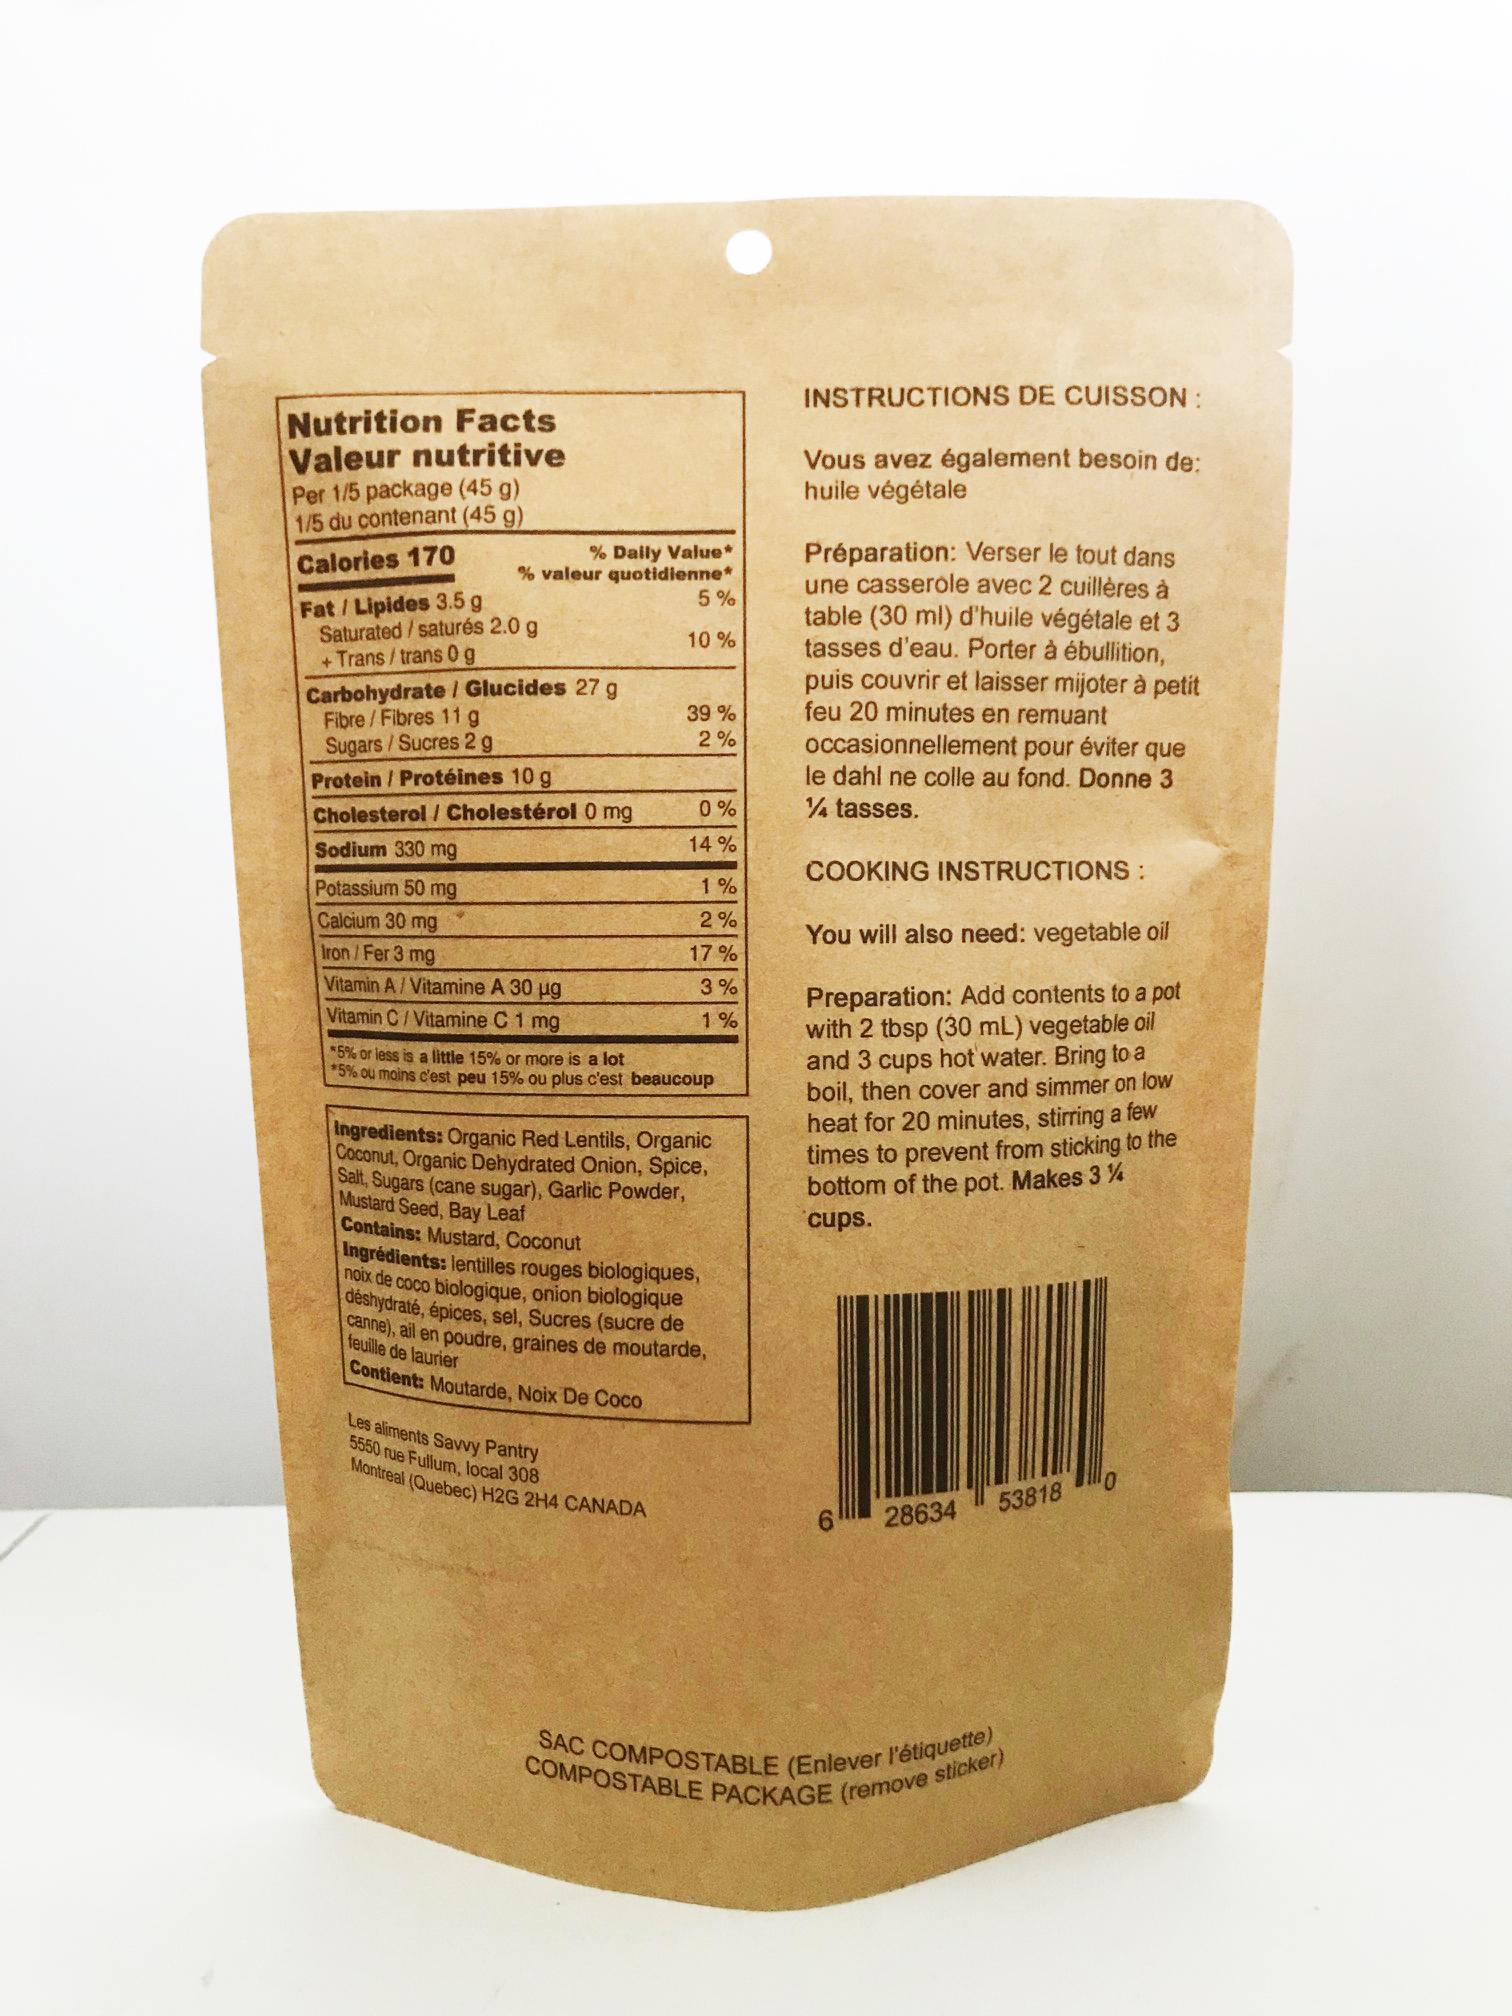 Nutrition Facts
Valeur nutritive
Per 1/5 package (45 g)
1/5 du contenant (45 g)
Calories 170
% Daily Value*
% valeur quotidienne*
Fat / Lipides 3.5 g 5 %
Saturated / saturés 2.0 g
+ Trans / trans 0 g 10 %
Carbohydrate / Glucides 27 g
Fibre / Fibres 11 g 39 %
Sugars / Sucres 2 g 2 %
Protein / Protéines 10 g
Cholesterol / Cholestérol 0 mg 0 %
Sodium 330 mg 14 %
Potassium 50 mg 1 %
Calcium 30 mg 2 %
Iron / Fer 3 mg 17 %
Vitamin A / Vitamine A 30 µg 3 %
Vitamin C / Vitamine C 1 mg 1 %
*5% or less is a little 15% or more is a lot
*5% ou moins c'est peu 15% ou plus c'est beaucoup
Ingredients: Organic Red Lentils, Organic
Coconut, Organic Dehydrated Onion, Spice,
Salt, Sugars (cane sugar), Garlic Powder,
Mustard Seed, Bay Leaf
Contains: Mustard, Coconut
Ingrédients: lentilles rouges biologiques,
noix de coco biologique, onion biologique
déshydraté, épices, sel, Sucres (sucre de
canne), ail en poudre, graines de moutarde,
feuille de laurier
Contient: Moutarde, Noix De Coco
Les aliments Savvy Pantry
5550 rue Fullum, local 308
Montreal (Quebec) H2G 2H4 CANADA
INSTRUCTIONS DE CUISSON :
Vous avez également besoin de:
huile végétale
Préparation: Verser le tout dans
une casserole avec 2 cuillères à
table (30 ml) d'huile végétale et 3
tasses d'eau. Porter à ébullition,
puis couvrir et laisser mijoter à petit
feu 20 minutes en remuant
occasionnellement pour éviter que
le dahl ne colle au fond. Donne 3
¼ tasses.
COOKING INSTRUCTIONS :
You will also need: vegetable oil
Preparation: Add contents to a pot
with 2 tbsp (30 mL) vegetable oil
and 3 cups hot water. Bring to a
boil, then cover and simmer on low
heat for 20 minutes, stirring a few
times to prevent from sticking to the
bottom of the pot. Makes 3 ¼
cups.
6 28634 53818 0
SAC COMPOSTABLE (Enlever l'étiquette)
COMPOSTABLE PACKAGE (remove sticker)